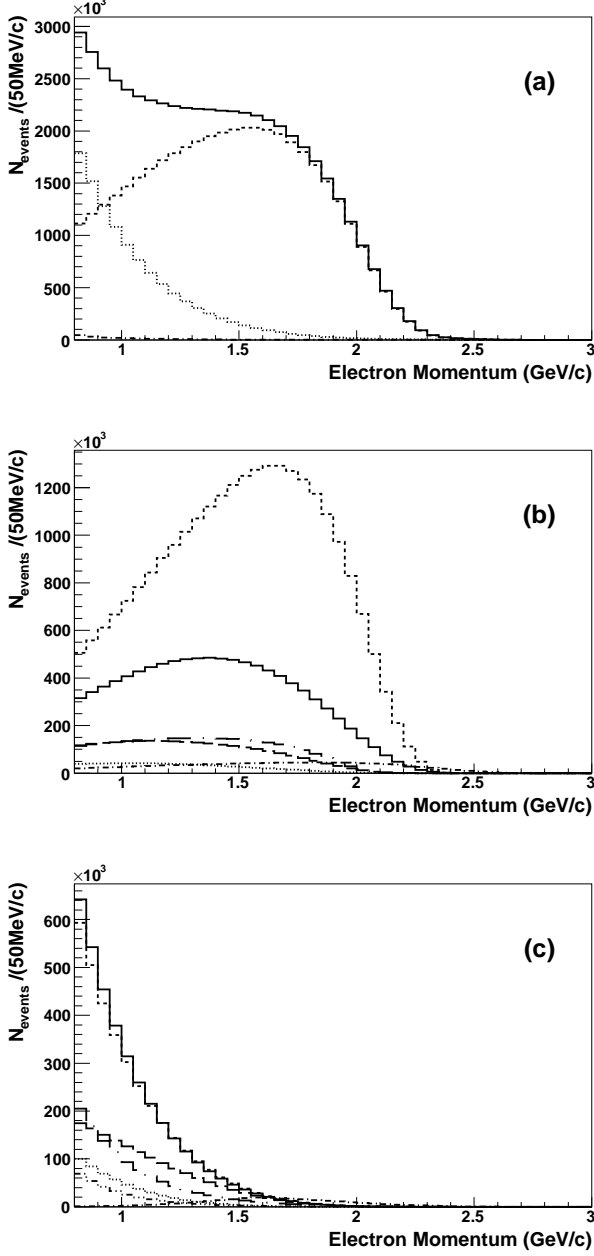 ×10³
N_events /(50MeV/c)
3000
2500
2000
1500
1000
500
0
(a)
1 1.5 2 2.5 3
Electron Momentum (GeV/c)
×10³
N_events /(50MeV/c)
1200
1000
800
600
400
200
0
(b)
1 1.5 2 2.5 3
Electron Momentum (GeV/c)
×10³
N_events /(50MeV/c)
600
500
400
300
200
100
0
(c)
1 1.5 2 2.5 3
Electron Momentum (GeV/c)